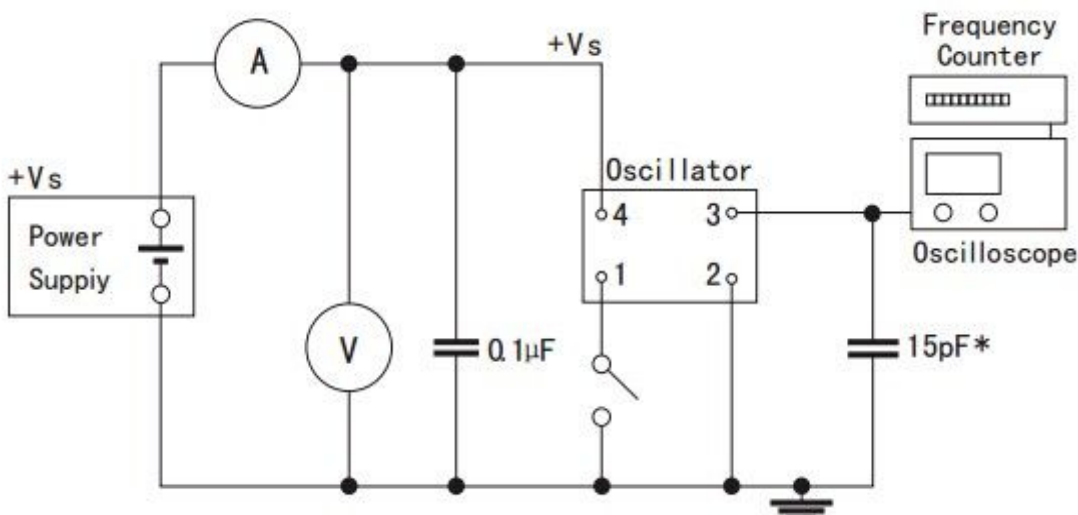 Frequency
Counter
+Vs
A
Oscillator
+Vs
4
3
Power
Oscilloscope
Suppiy
1
2
V
0.1μF
15pF*